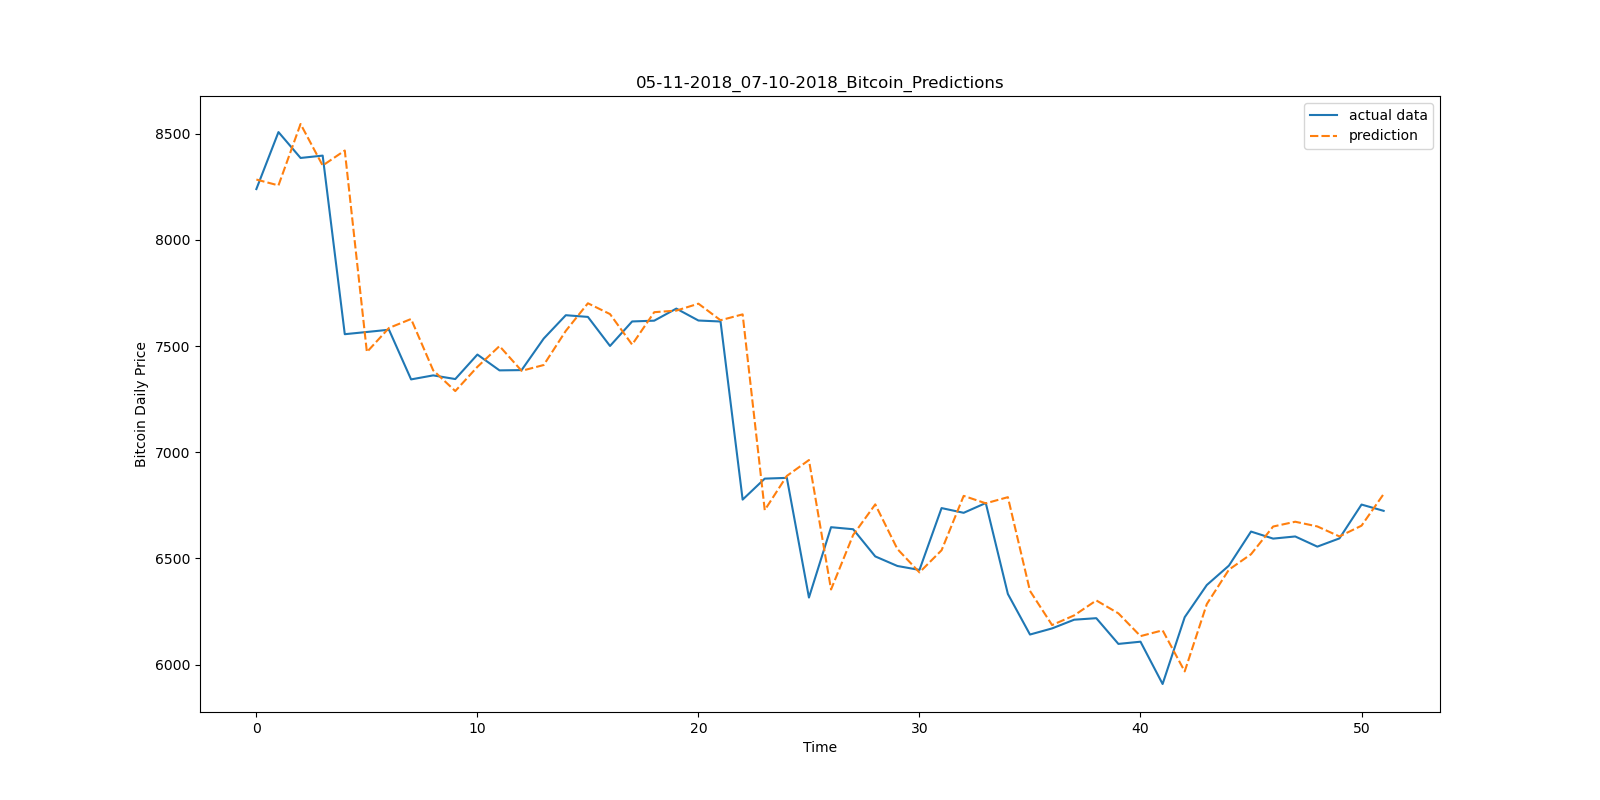 05-11-2018_07-10-2018_Bitcoin_Predictions
actual data
prediction
8500
8000
7500
7000
6500
6000
Bitcoin Daily Price
0 10 20 30 40 50
Time